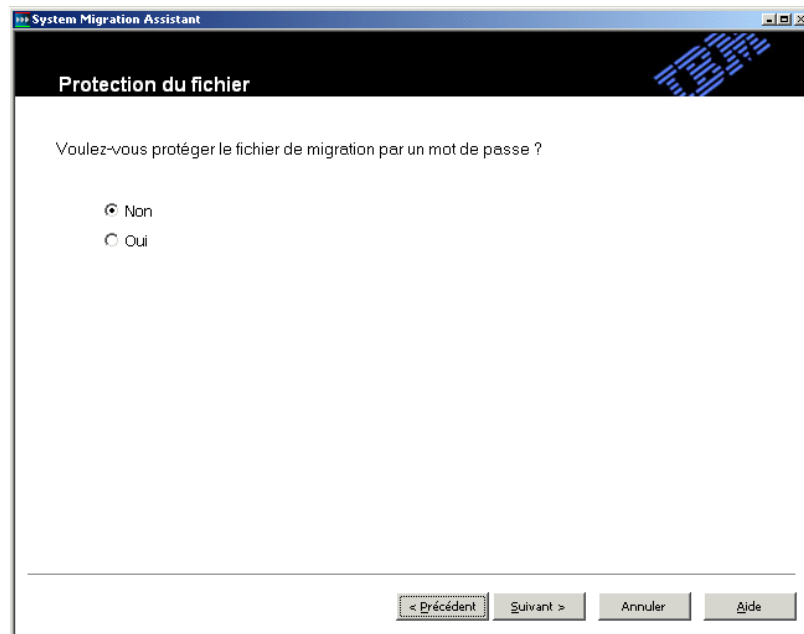 System Migration Assistant
IBM
Protection du fichier
Voulez-vous protéger le fichier de migration par un mot de passe ?
Non
Oui
< Précédent Suivant > Annuler Aide